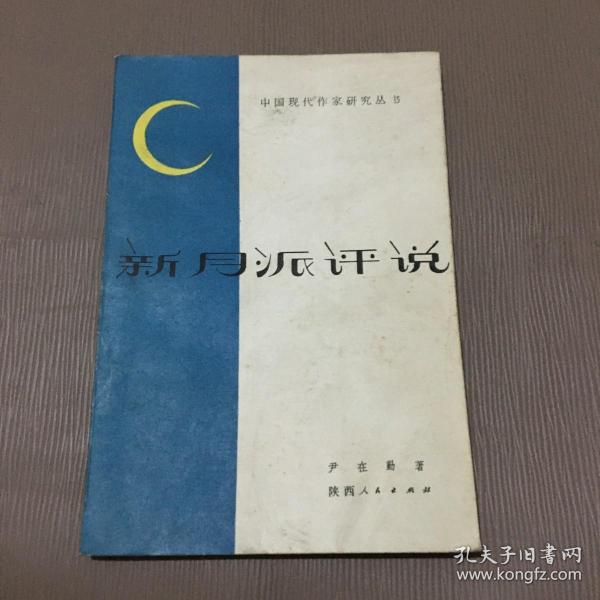 中国现代作家研究丛书
新月派评说
尹在勤著
陕西人民出版社
孔夫子旧書网
www.kongfz.com